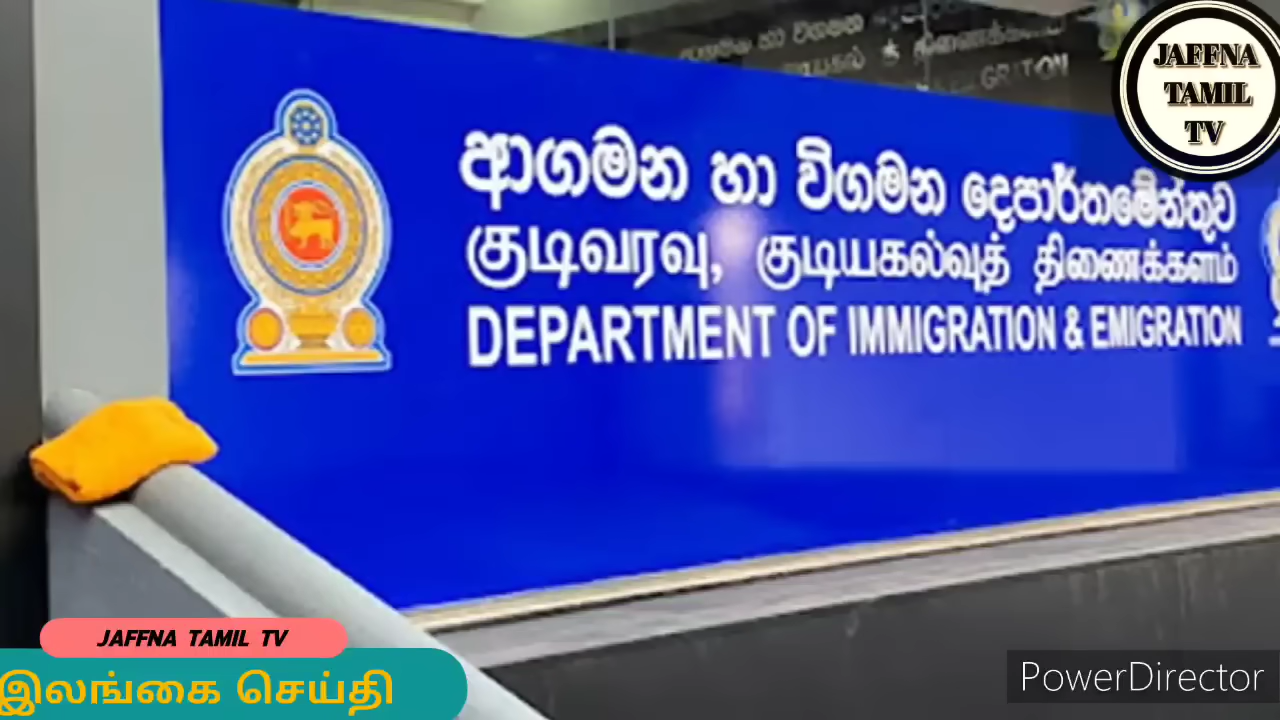 JAFFNA
TAMIL
TV
ආගමන හා විගමන දෙපාර්තමේන්තුව
குடிவரவு, குடியகல்வுத் திணைக்களம்
DEPARTMENT OF IMMIGRATION & EMIGRATION
JAFFNA TAMIL TV
இலங்கை செய்தி
PowerDirector